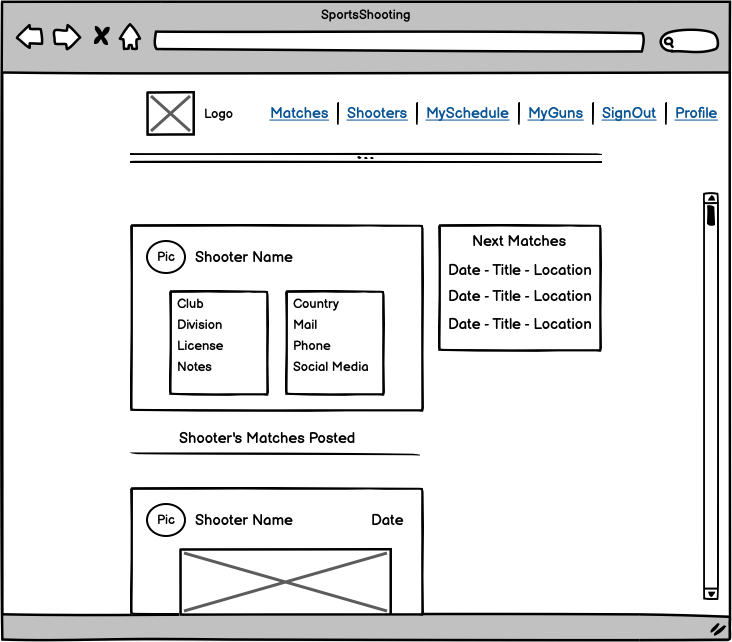 SportsShooting
Logo
Matches | Shooters | MySchedule | MyGuns | SignOut | Profile
Pic Shooter Name
Club
Division
License
Notes
Country
Mail
Phone
Social Media
Next Matches
Date - Title - Location
Date - Title - Location
Date - Title - Location
Shooter's Matches Posted
Pic Shooter Name Date